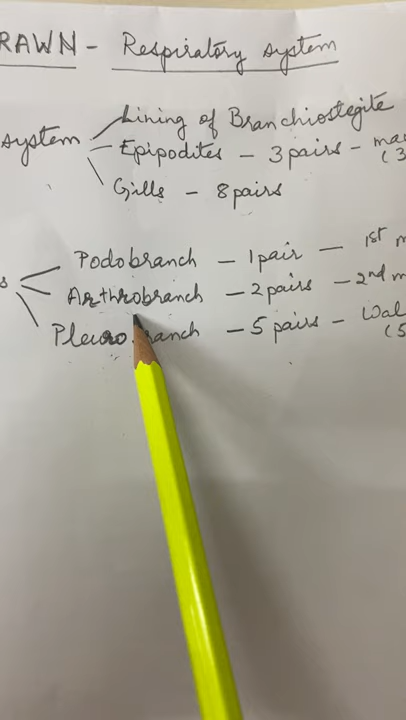 RAWN - Respiratory system
Lining of Branchiostegite
system - Epipodites - 3 pairs - ma
(3
Gills - 8 pairs
Podobranch - 1 pair - 1st m
s
Arthrobranch - 2 pairs - 2nd m
Pleurobranch - 5 pairs - Wal
(5